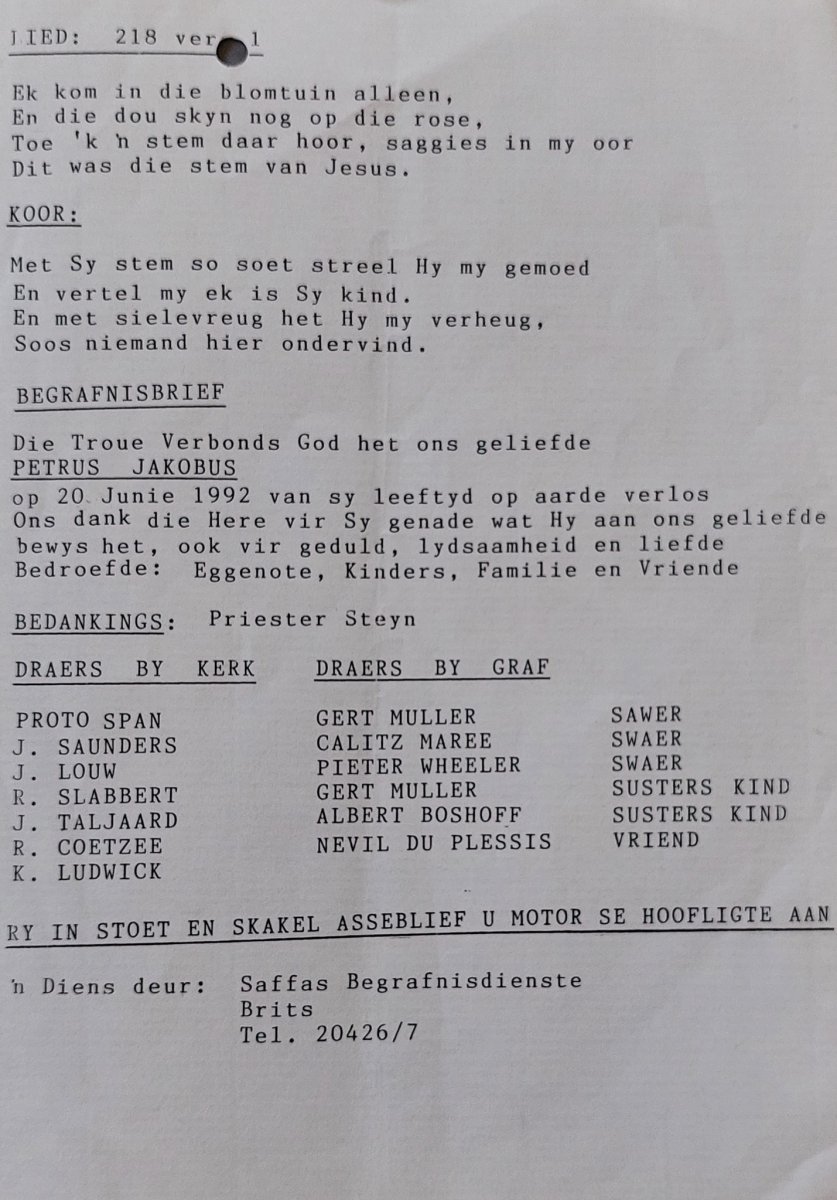 LIED: 218 ver 1
Ek kom in die blomtuin alleen,
En die dou skyn nog op die rose,
Toe 'k 'n stem daar hoor, saggies in my oor
Dit was die stem van Jesus.
KOOR:
Met Sy stem so soet streel Hy my gemoed
En vertel my ek is Sy kind.
En met sielevreug het Hy my verheug,
Soos niemand hier ondervind.
BEGRAFNISBRIEF
Die Troue Verbonds God het ons geliefde
PETRUS JAKOBUS
op 20 Junie 1992 van sy leeftyd op aarde verlos
Ons dank die Here vir Sy genade wat Hy aan ons geliefde
bewys het, ook vir geduld, lydsaamheid en liefde
Bedroefde: Eggenote, Kinders, Familie en Vriende
BEDANKINGS: Priester Steyn
DRAERS BY KERK DRAERS BY GRAF
PROTO SPAN GERT MULLER SAWER
J. SAUNDERS CALITZ MAREE SWAER
J. LOUW PIETER WHEELER SWAER
R. SLABBERT GERT MULLER SUSTERS KIND
J. TALJAARD ALBERT BOSHOFF SUSTERS KIND
R. COETZEE NEVIL DU PLESSIS VRIEND
K. LUDWICK
RY IN STOET EN SKAKEL ASSEBLIEF U MOTOR SE HOOFLIGTE AAN
'n Diens deur: Saffas Begrafnisdienste
Brits
Tel. 20426/7